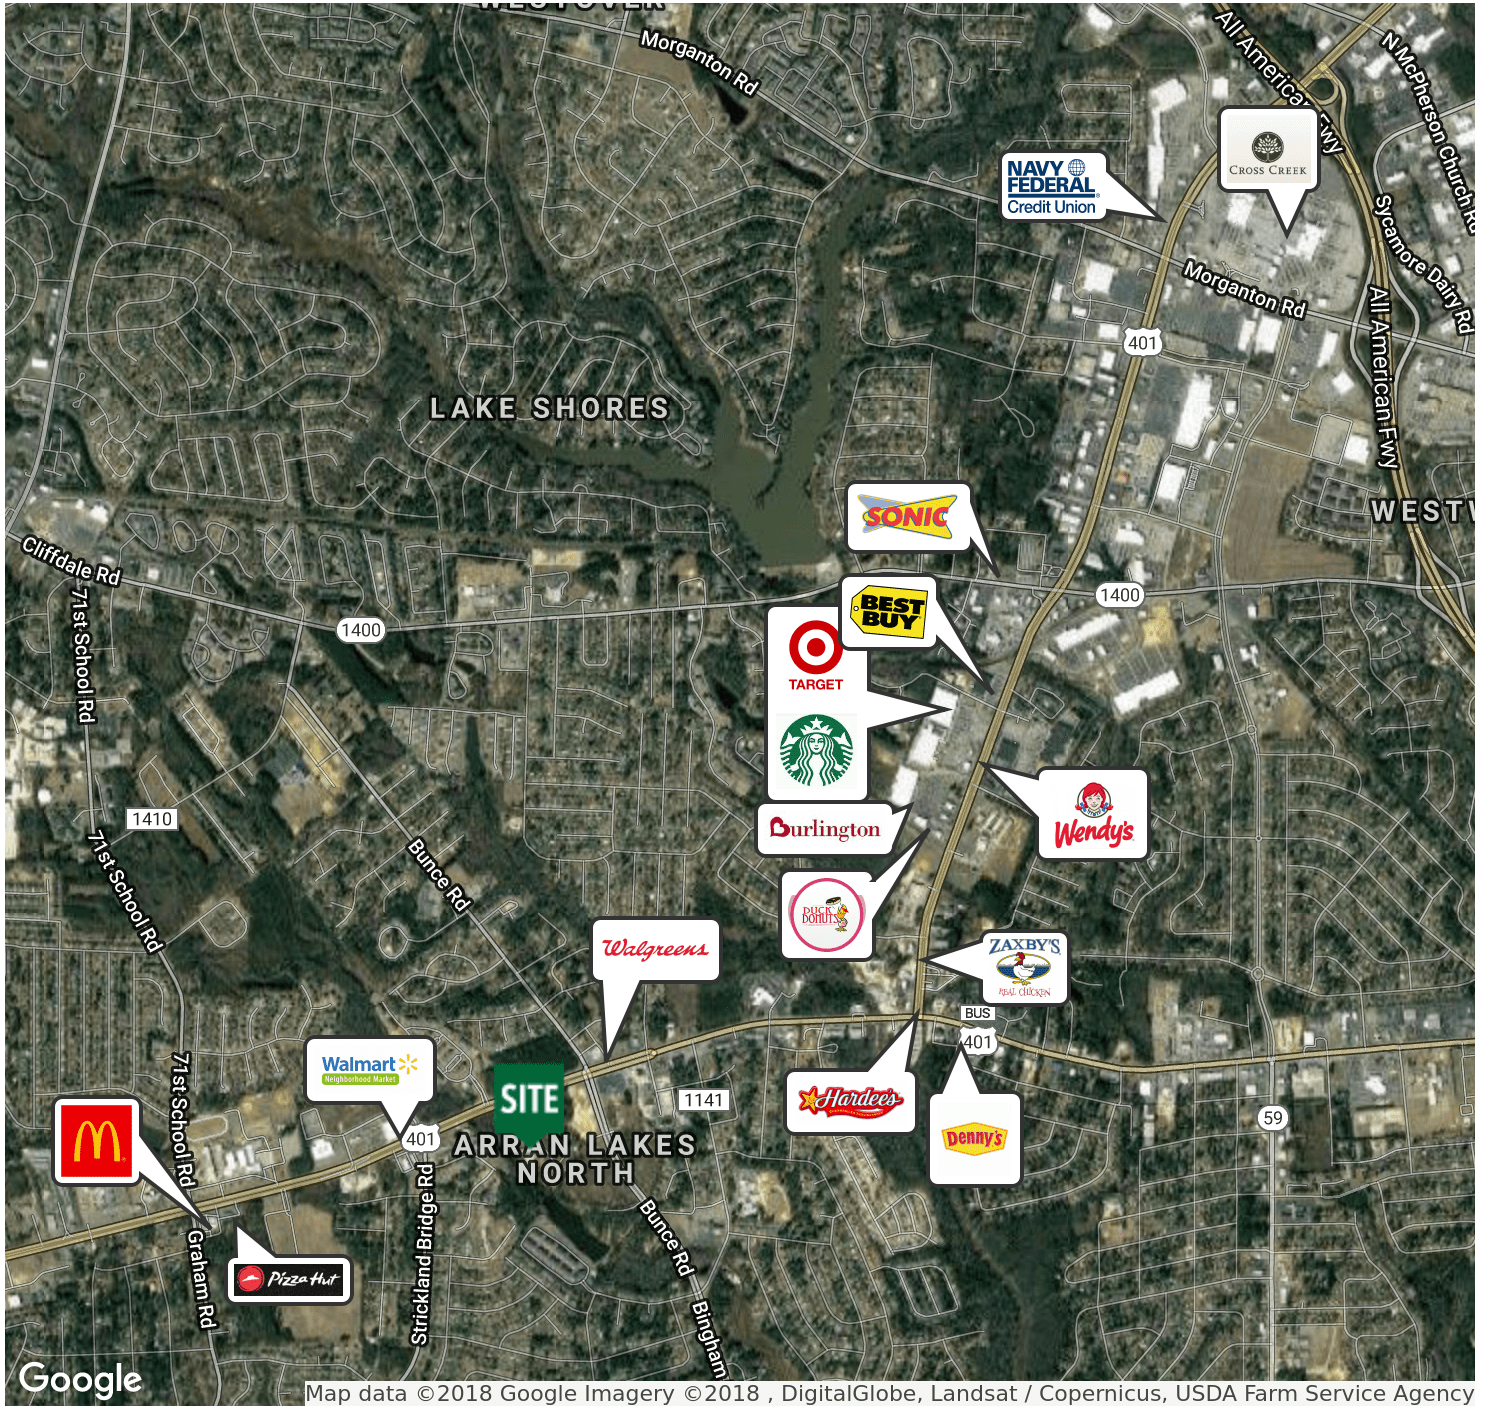 WESTOVER
Morganton Rd
All American Fwy
N McPherson Church Rd
NAVY
FEDERAL
Credit Union
CROSS CREEK
Sycamore Dairy Rd
Morganton Rd
All American Fwy
401
LAKE SHORES
SONIC
WESTW
Cliffdale Rd
1400
1400
BEST
BUY
TARGET
71st School Rd
Burlington
Wendy's
1410
71st School Rd
Bunce Rd
DUCK
DONUTS
Walgreens
ZAXBY'S
REAL CHICKEN
BUS
401
Walmart
Neighborhood Market
SITE
1141
Hardee's
Denny's
59
71st School Rd
401
ARRAN LAKES
NORTH
Strickland Bridge Rd
Graham Rd
Pizza Hut
Bunce Rd
Bingham
Google
Map data ©2018 Google Imagery ©2018 , DigitalGlobe, Landsat / Copernicus, USDA Farm Service Agency